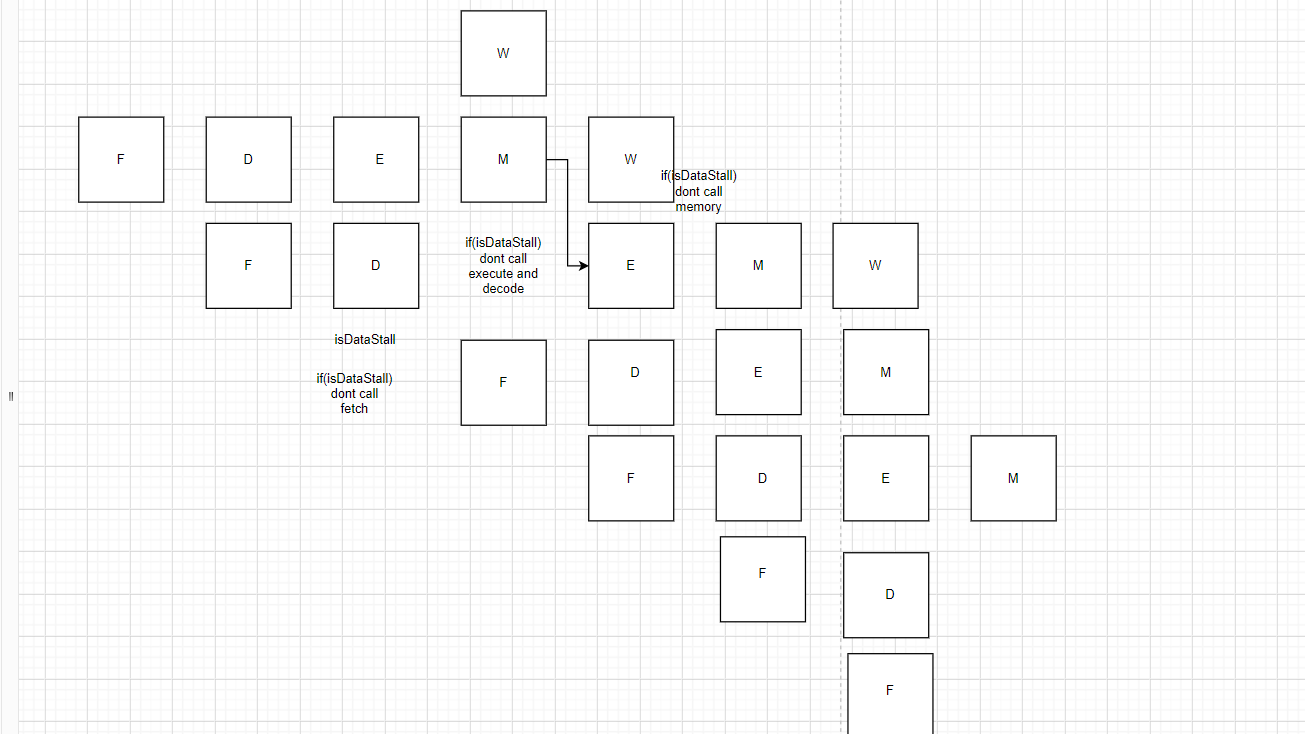 W
F
D
E
M
W
if(isDataStall)
dont call
memory
F
D
if(isDataStall)
dont call
execute and
decode
E
M
W
isDataStall
if(isDataStall)
dont call
fetch
F
D
E
M
F
D
E
M
F
D
F